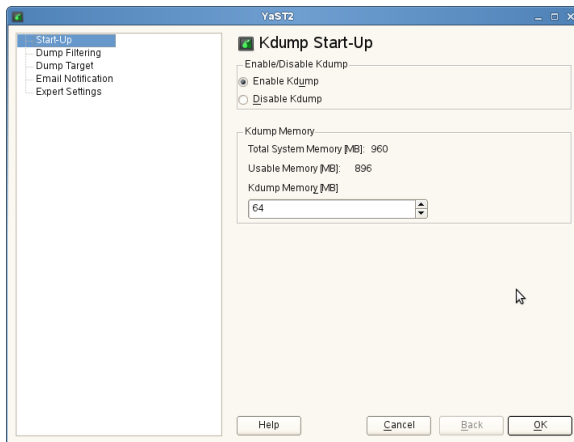 YaST2
Start-Up
Dump Filtering
Dump Target
Email Notification
Expert Settings
Kdump Start-Up
Enable/Disable Kdump
Enable Kdump
Disable Kdump
Kdump Memory
Total System Memory [MB]: 960
Usable Memory [MB]: 896
Kdump Memory [MB]
64
Help
Cancel
Back
OK